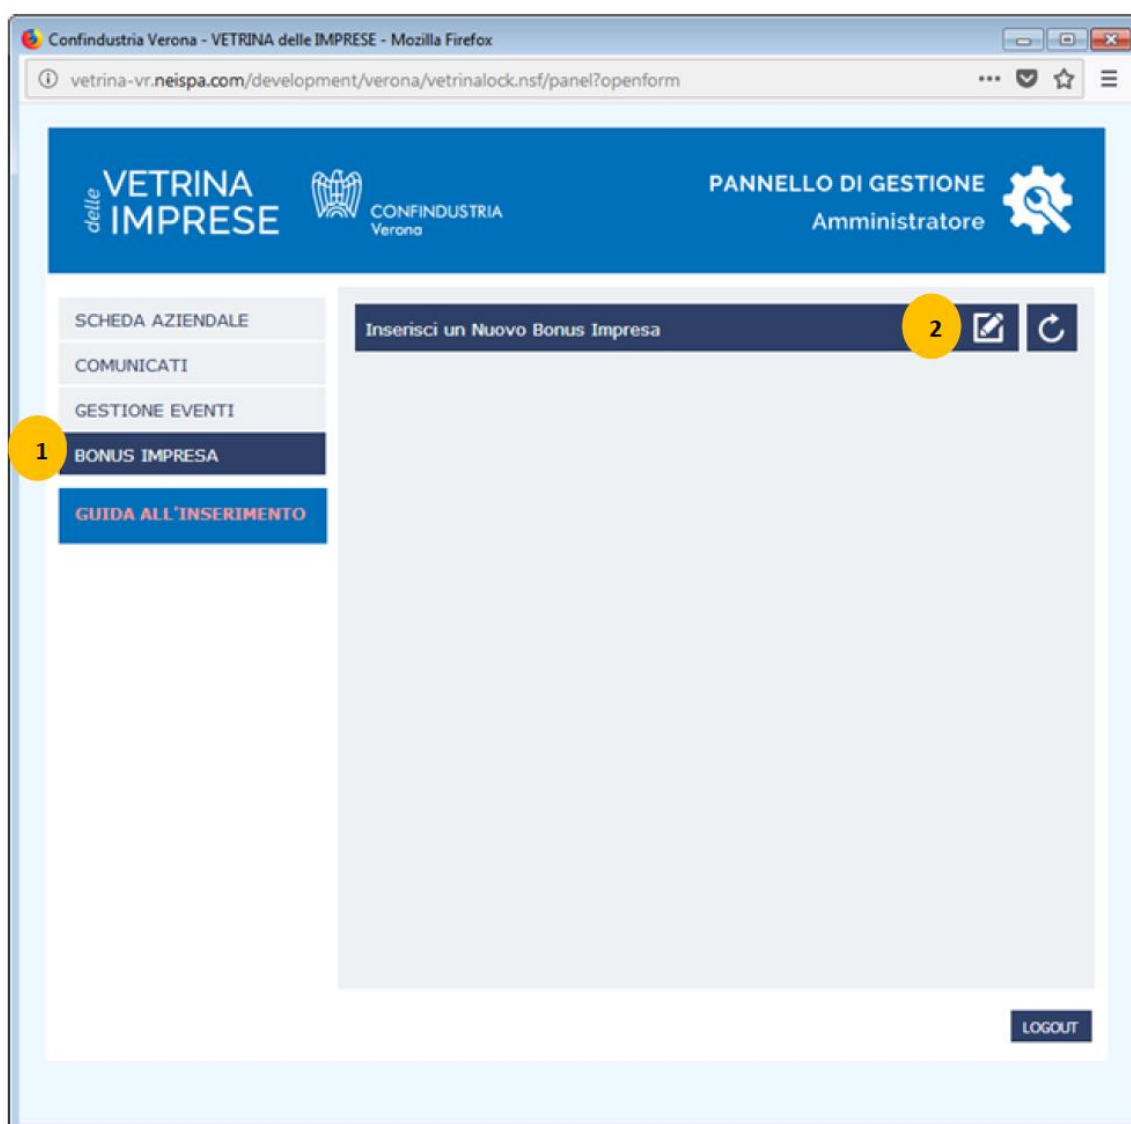 Confindustria Verona - VETRINA delle IMPRESE - Mozilla Firefox
vetrina-vr.neispa.com/development/verona/vetrinalock.nsf/panel?openform
delle VETRINA
IMPRESE
CONFINDUSTRIA
Verona
PANNELLO DI GESTIONE
Amministratore
SCHEDA AZIENDALE
COMUNICATI
GESTIONE EVENTI
1 BONUS IMPRESA
GUIDA ALL'INSERIMENTO
Inserisci un Nuovo Bonus Impresa 2
LOGOUT